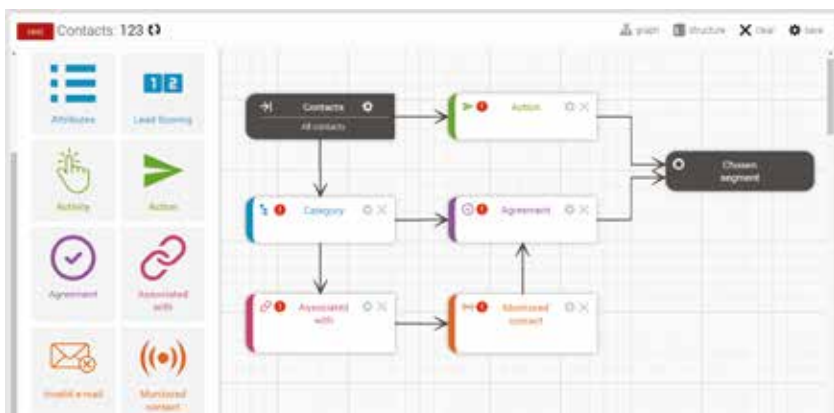 Contacts: 123
graph
structure
clear
save
Attributes
Lead Scoring
Activity
Action
Agreement
Associated
with
Invalid e-mail
Monitored
contact
Contacts
All contacts
Action
Chosen
segment
Category
Agreement
Associated
with
Monitored
contact